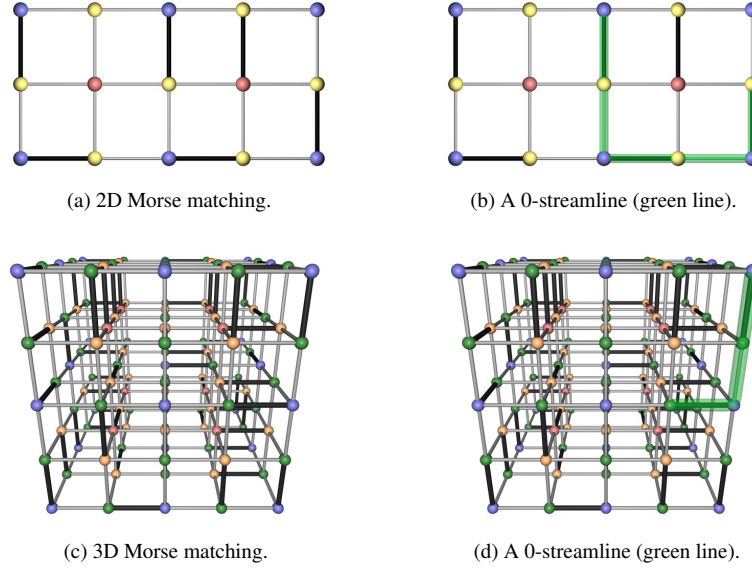 (a) 2D Morse matching.
(b) A 0-streamline (green line).
(c) 3D Morse matching.
(d) A 0-streamline (green line).